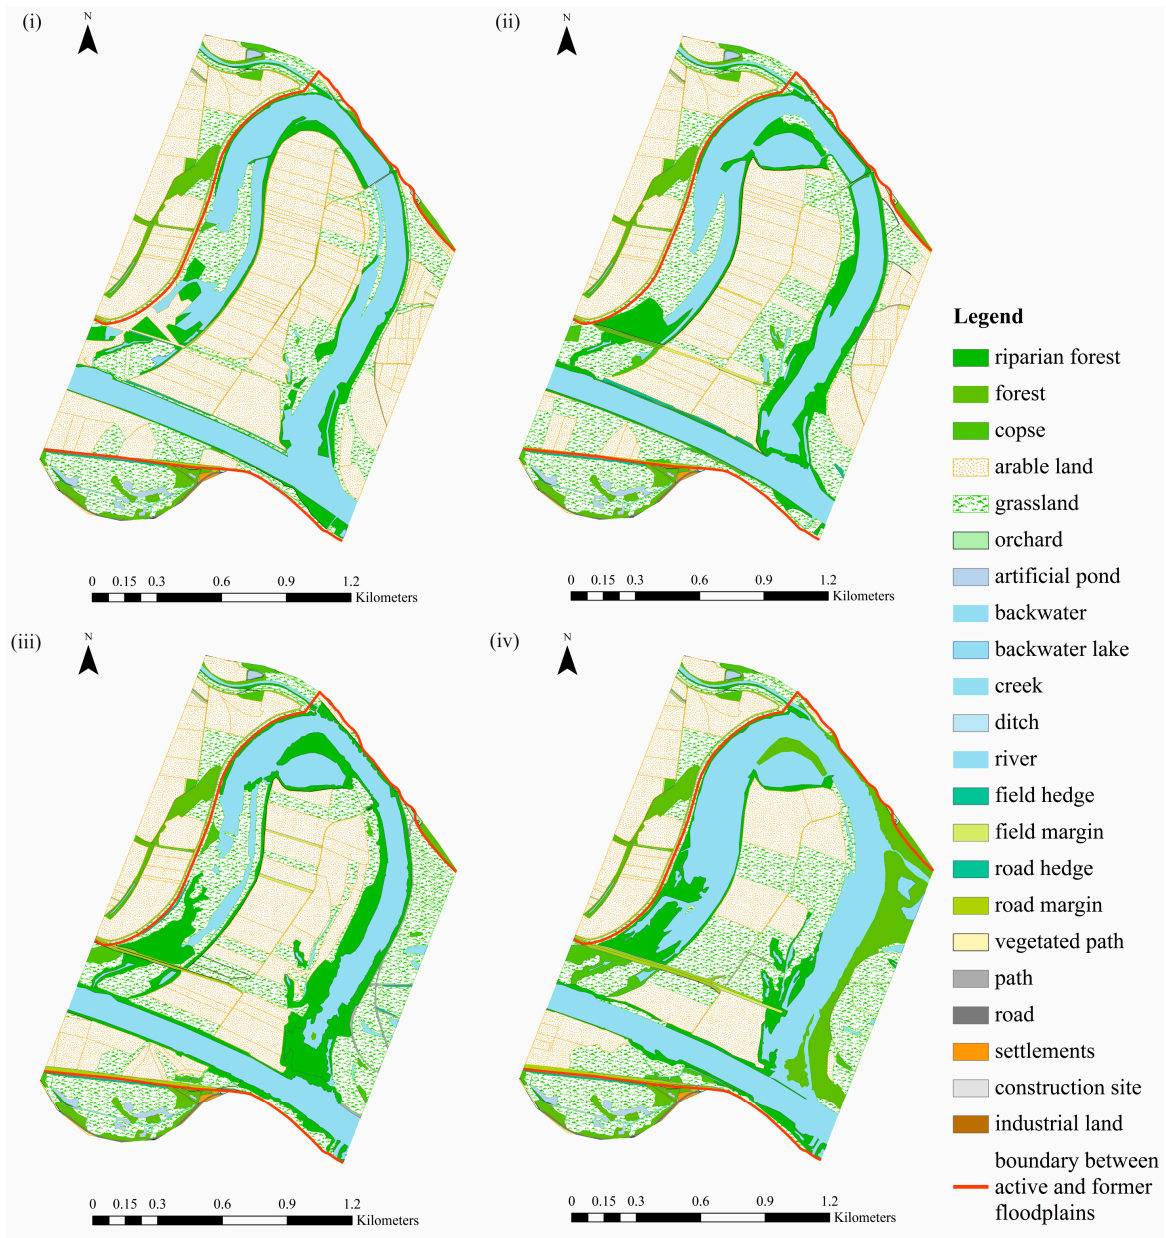 (i)
N
0 0.15 0.3 0.6 0.9 1.2
Kilometers
(ii)
N
0 0.15 0.3 0.6 0.9 1.2
Kilometers
(iii)
N
0 0.15 0.3 0.6 0.9 1.2
Kilometers
(iv)
N
0 0.15 0.3 0.6 0.9 1.2
Kilometers
Legend
riparian forest
forest
copse
arable land
grassland
orchard
artificial pond
backwater
backwater lake
creek
ditch
river
field hedge
field margin
road hedge
road margin
vegetated path
path
road
settlements
construction site
industrial land
boundary between
active and former
floodplains